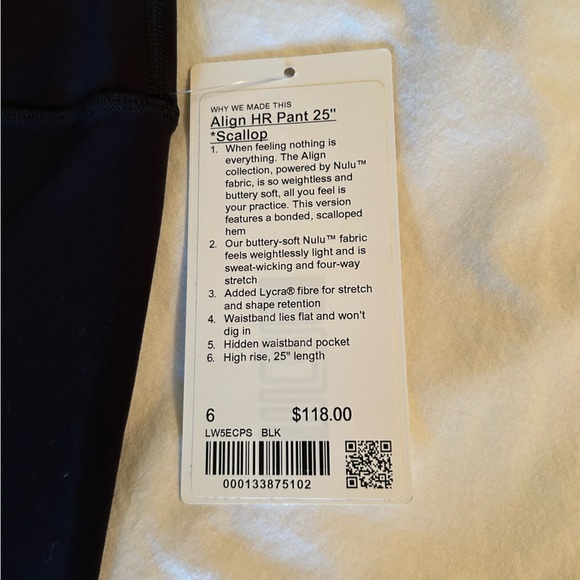 WHY WE MADE THIS
Align HR Pant 25"
*Scallop
1. When feeling nothing is
everything. The Align
collection, powered by Nulu™
fabric, is so weightless and
buttery soft, all you feel is
your practice. This version
features a bonded, scalloped
hem
2. Our buttery-soft Nulu™ fabric
feels weightlessly light and is
sweat-wicking and four-way
stretch
3. Added Lycra® fibre for stretch
and shape retention
4. Waistband lies flat and won't
dig in
5. Hidden waistband pocket
6. High rise, 25" length
6 $118.00
LW5ECPS BLK
000133875102